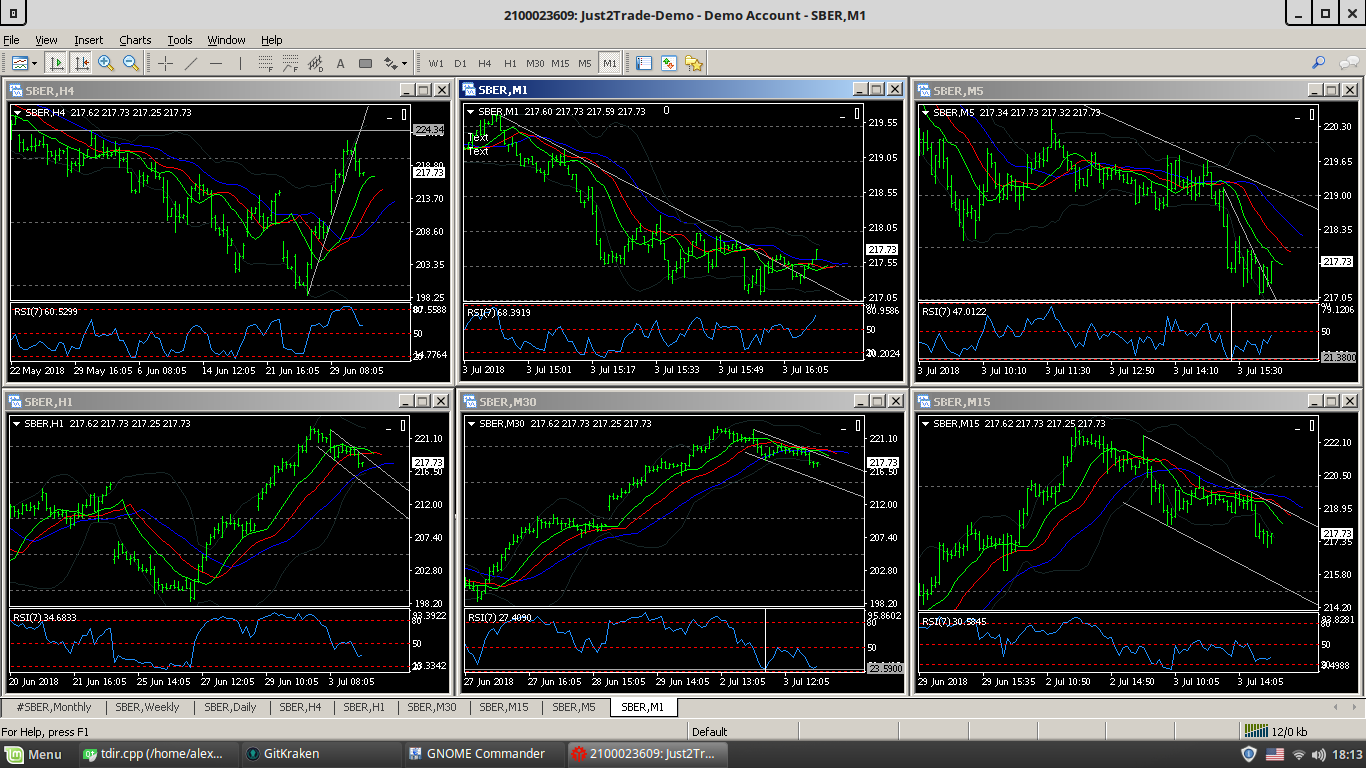 2100023609: Just2Trade-Demo - Demo Account - SBER,M1
File View Insert Charts Tools Window Help
A W1 D1 H4 H1 M30 M15 M5 M1
SBER,H4
SBER,H4 217.62 217.73 217.25 217.73
224.34
218.80
217.73
213.70
208.60
203.35
198.25
RSI(7) 60.5299
50
22 May 2018 29 May 16:05 6 Jun 08:05 14 Jun 12:05 21 Jun 16:05 29 Jun 08:05
SBER,M1
SBER,M1 217.60 217.73 217.59 217.73 0
Text
Text
219.55
219.05
218.55
218.05
217.73
217.55
217.05
RSI(7) 68.3919
80.9586
50
3 Jul 2018 3 Jul 15:01 3 Jul 15:17 3 Jul 15:33 3 Jul 15:49 3 Jul 16:05
SBER,M5
SBER,M5 217.34 217.73 217.32 217.73
220.30
219.65
219.00
218.35
217.73
217.05
RSI(7) 47.0122
79.1206
50
21.3800
3 Jul 2018 3 Jul 10:10 3 Jul 11:30 3 Jul 12:50 3 Jul 14:10 3 Jul 15:30
SBER,H1
SBER,H1 217.62 217.73 217.25 217.73
221.10
217.73
216.50
212.00
207.40
202.80
198.20
RSI(7) 34.6833
93.3922
80
50
20 Jun 2018 21 Jun 16:05 25 Jun 14:05 27 Jun 12:05 29 Jun 10:05 3 Jul 08:05
SBER,M30
SBER,M30 217.62 217.73 217.25 217.73
221.10
217.73
216.50
212.00
207.40
202.80
198.20
RSI(7) 27.4090
95.8602
80
50
27 Jun 2018 27 Jun 16:05 28 Jun 15:05 29 Jun 14:05 2 Jul 13:05 3 Jul 12:05
SBER,M15
SBER,M15 217.62 217.73 217.25 217.73
222.10
220.50
218.95
217.73
217.35
215.80
214.20
RSI(7) 30.5845
50
29 Jun 2018 29 Jun 15:35 2 Jul 10:50 2 Jul 14:50 3 Jul 10:05 3 Jul 14:05
#SBER,Monthly SBER,Weekly SBER,Daily SBER,H4 SBER,H1 SBER,M30 SBER,M15 SBER,M5 SBER,M1
For Help, press F1 Default 12/0 kb
Menu tdir.cpp (/home/alex... GitKraken GNOME Commander 2100023609: Just2Tr... 18:13